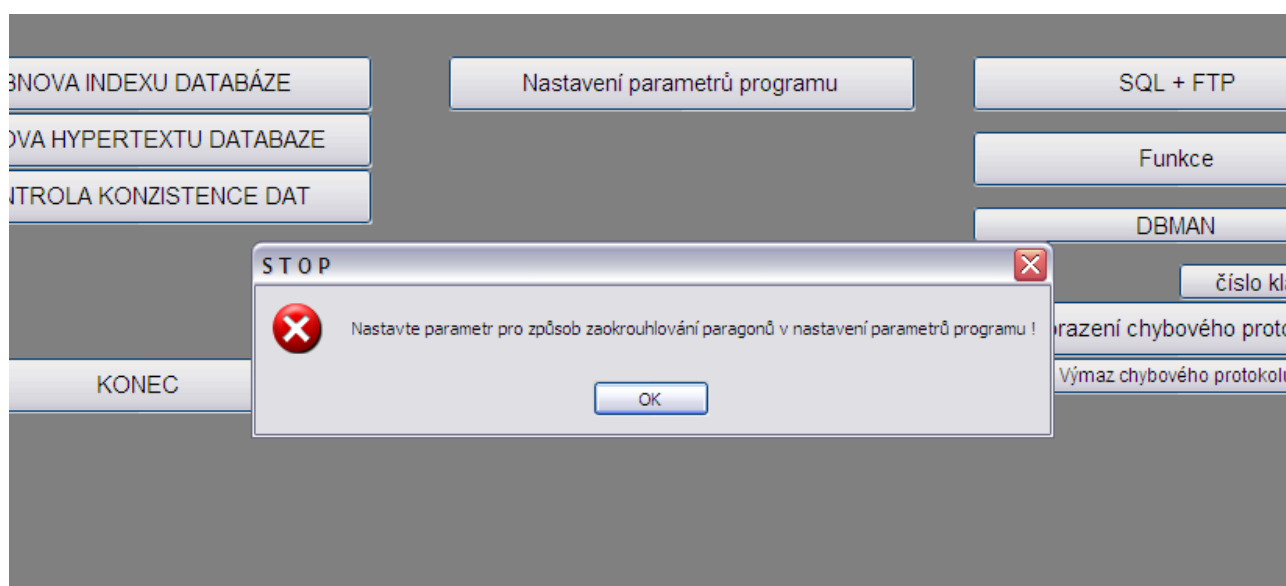 BNOVA INDEXU DATABÁZE
OVA HYPERTEXTU DATABAZE
NTROLA KONZISTENCE DAT
Nastavení parametrů programu
SQL + FTP
Funkce
DBMAN
číslo kl
razení chybového proto
Výmaz chybového protokolu
KONEC
STOP
Nastavte parametr pro způsob zaokrouhlování paragonů v nastavení parametrů programu !
OK